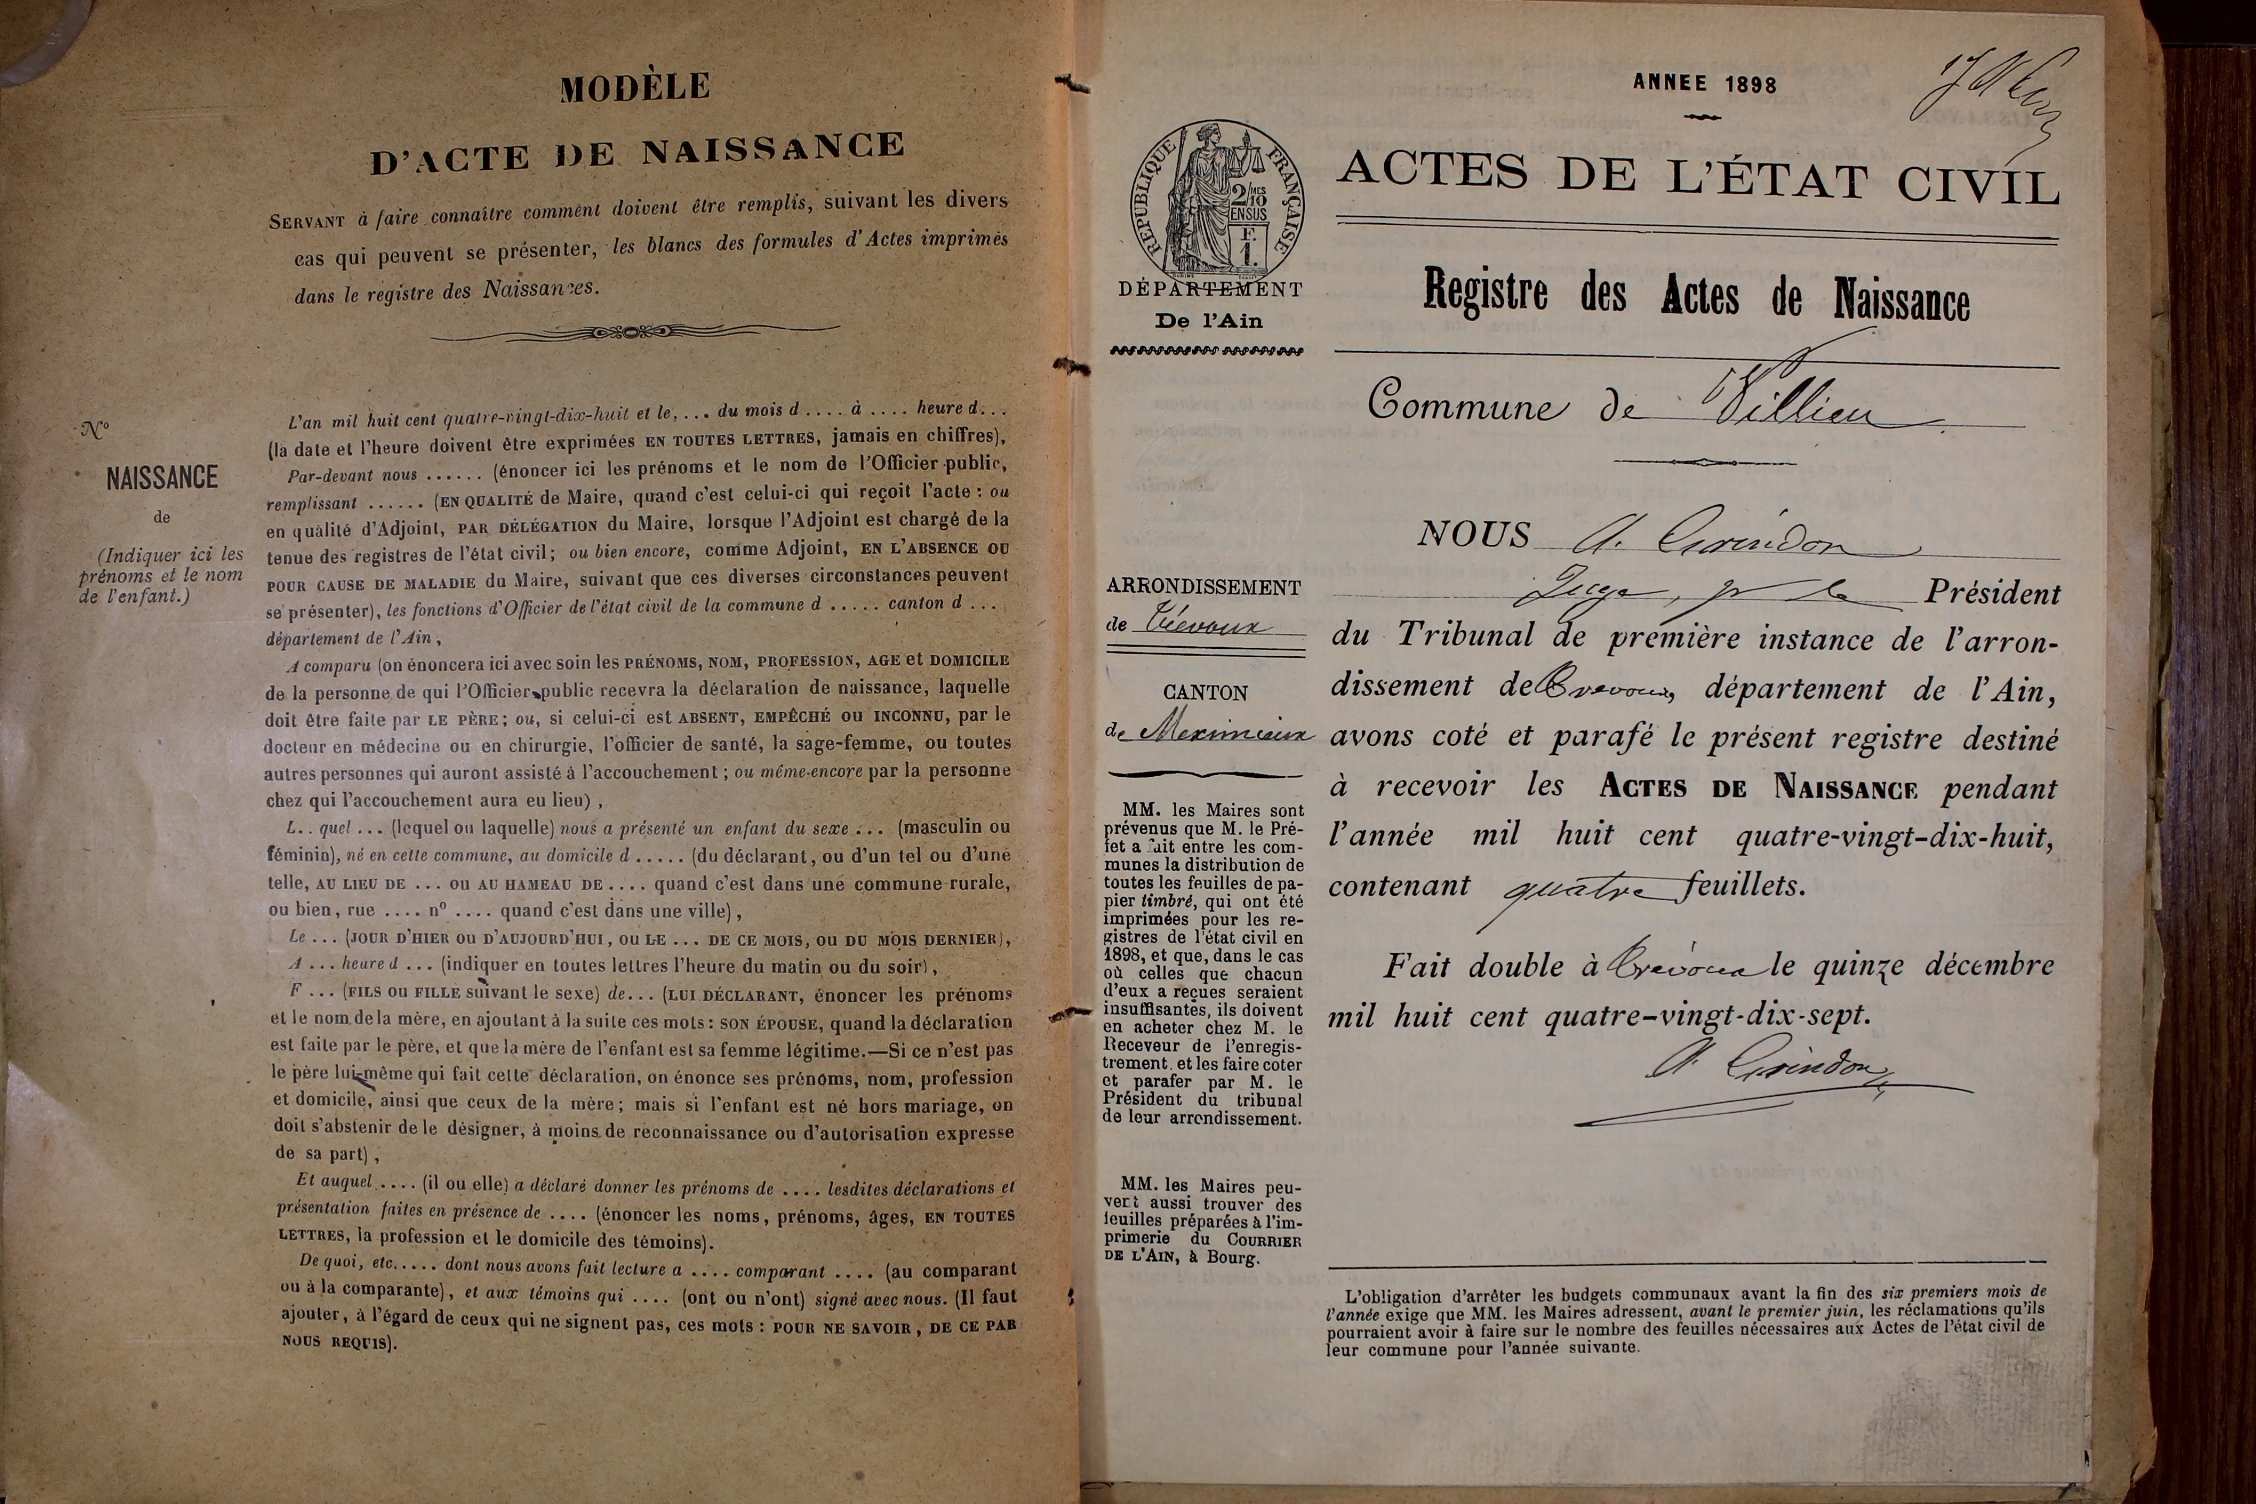 MODÈLE
D'ACTE DE NAISSANCE
SERVANT à faire connaître comment doivent être remplis, suivant les divers
cas qui peuvent se présenter, les blancs des formules d'Actes imprimés
dans le registre des Naissances.
N°
NAISSANCE
de
(Indiquer ici les
prénoms et le nom
de l'enfant.)
L'an mil huit cent quatre-vingt-dix-huit et le, ... du mois d .... à .... heure d...
(la date et l'heure doivent être exprimées EN TOUTES LETTRES, jamais en chiffres),
Par-devant nous ...... (énoncer ici les prénoms et le nom de l'Officier public,
remplissant ...... (EN QUALITÉ de Maire, quand c'est celui-ci qui reçoit l'acte : ou
en qualité d'Adjoint, PAR DÉLÉGATION du Maire, lorsque l'Adjoint est chargé de la
tenue des registres de l'état civil; ou bien encore, comme Adjoint, EN L'ABSENCE OU
POUR CAUSE DE MALADIE du Maire, suivant que ces diverses circonstances peuvent
se présenter), les fonctions d'Officier de l'état civil de la commune d ..... canton d ...
département de l'Ain,
A comparu (on énoncera ici avec soin les PRÉNOMS, NOM, PROFESSION, AGE et DOMICILE
de la personne de qui l'Officier public recevra la déclaration de naissance, laquelle
doit être faite par LE PÈRE; ou, si celui-ci est ABSENT, EMPÊCHÉ OU INCONNU, par le
docteur en médecine ou en chirurgie, l'officier de santé, la sage-femme, ou toutes
autres personnes qui auront assisté à l'accouchement ; ou même-encore par la personne
chez qui l'accouchement aura eu lieu) ,
L.. quel ... (lequel ou laquelle) nous a présenté un enfant du sexe ... (masculin ou
féminin), né en cette commune, au domicile d ..... (du déclarant, ou d'un tel ou d'une
telle, AU LIEU DE ... OU AU HAMEAU DE .... quand c'est dans une commune rurale,
ou bien, rue .... n° .... quand c'est dans une ville) ,
Le ... (JOUR D'HIER OU D'AUJOURD'HUI, OU LE ... DE CE MOIS, OU DU MOIS DERNIER),
A ... heure d ... (indiquer en toutes lettres l'heure du matin ou du soir) ,
F ... (FILS OU FILLE suivant le sexe) de... (LUI DÉCLARANT, énoncer les prénoms
et le nom de la mère, en ajoutant à la suite ces mots : SON ÉPOUSE, quand la déclaration
est faite par le père, et que la mère de l'enfant est sa femme légitime.—Si ce n'est pas
le père lui-même qui fait cette déclaration, on énonce ses prénoms, nom, profession
et domicile, ainsi que ceux de la mère; mais si l'enfant est né hors mariage, on
doit s'abstenir de le désigner, à moins de reconnaissance ou d'autorisation expresse
de sa part) ,
Et auquel .... (il ou elle) a déclaré donner les prénoms de .... lesdites déclarations et
présentation faites en présence de .... (énoncer les noms, prénoms, âges, EN TOUTES
LETTRES, la profession et le domicile des témoins).
De quoi, etc..... dont nous avons fait lecture a .... comparant .... (au comparant
ou à la comparante), et aux témoins qui .... (ont ou n'ont) signé avec nous. (Il faut
ajouter, à l'égard de ceux qui ne signent pas, ces mots : POUR NE SAVOIR, DE CE PAR
NOUS REQUIS).
ANNEE 1898
RÉPUBLIQUE FRANÇAISE
2/10 MES
EN SUS
F.
1.
DÉPARTEMENT
De l'Ain
ACTES DE L'ÉTAT CIVIL
Registre des Actes de Naissance
Commune de Villieu
ARRONDISSEMENT
de Trévoux
CANTON
de Meximieux
MM. les Maires sont
prévenus que M. le Pré-
fet a fait entre les com-
munes la distribution de
toutes les feuilles de pa-
pier timbré, qui ont été
imprimées pour les re-
gistres de l'état civil en
1898, et que, dans le cas
où celles que chacun
d'eux a reçues seraient
insuffisantes, ils doivent
en acheter chez M. le
Receveur de l'enregis-
trement, et les faire coter
et parafer par M. le
Président du tribunal
de leur arrondissement.
MM. les Maires peu-
vent aussi trouver des
feuilles préparées à l'im-
primerie du COURRIER
DE L'AIN, à Bourg.
NOUS A. Grindon
Juge, pr le Président
du Tribunal de première instance de l'arron-
dissement de Trevoux, département de l'Ain,
avons coté et parafé le présent registre destiné
à recevoir les ACTES DE NAISSANCE pendant
l'année mil huit cent quatre-vingt-dix-huit,
contenant quatre feuillets.
Fait double à Trévoux le quinze décembre
mil huit cent quatre-vingt-dix-sept.
A Grindon
L'obligation d'arrêter les budgets communaux avant la fin des six premiers mois de
l'année exige que MM. les Maires adressent, avant le premier juin, les réclamations qu'ils
pourraient avoir à faire sur le nombre des feuilles nécessaires aux Actes de l'état civil de
leur commune pour l'année suivante.